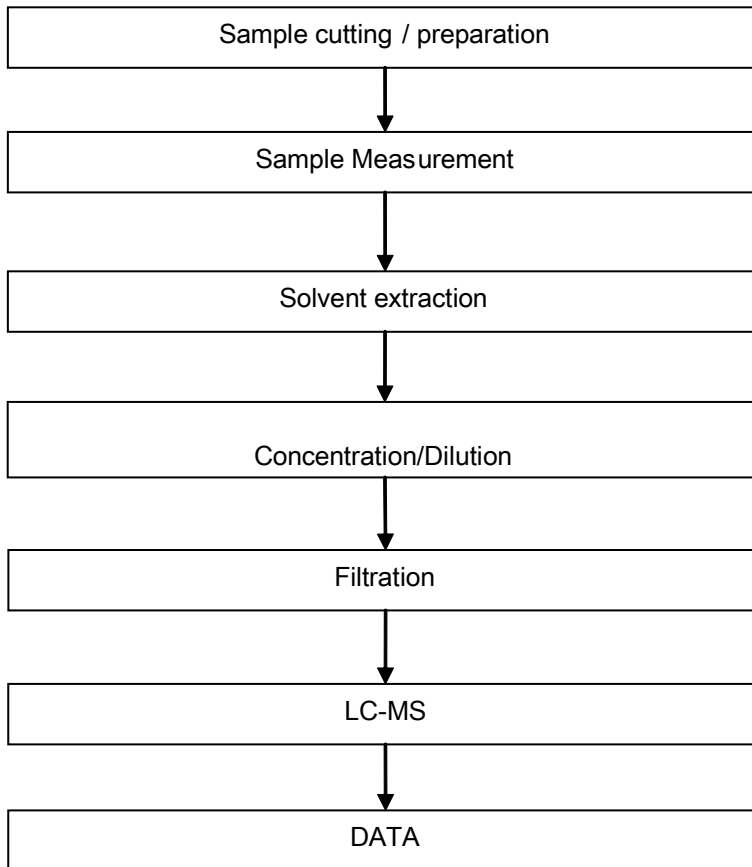 Sample cutting / preparation
Sample Measurement
Solvent extraction
Concentration/Dilution
Filtration
LC-MS
DATA